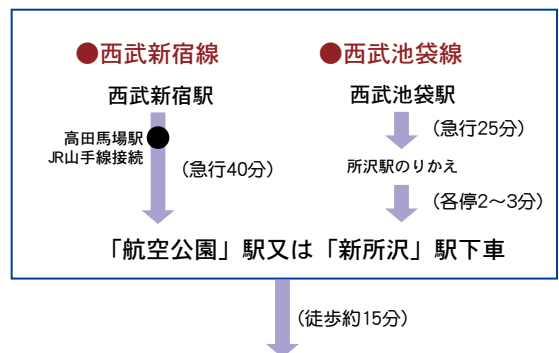 ●西武新宿線
西武新宿駅
高田馬場駅
JR山手線接続
(急行40分)
●西武池袋線
西武池袋駅
(急行25分)
所沢駅のりかえ
(各停2〜3分)
「航空公園」駅又は「新所沢」駅下車
(徒歩約15分)